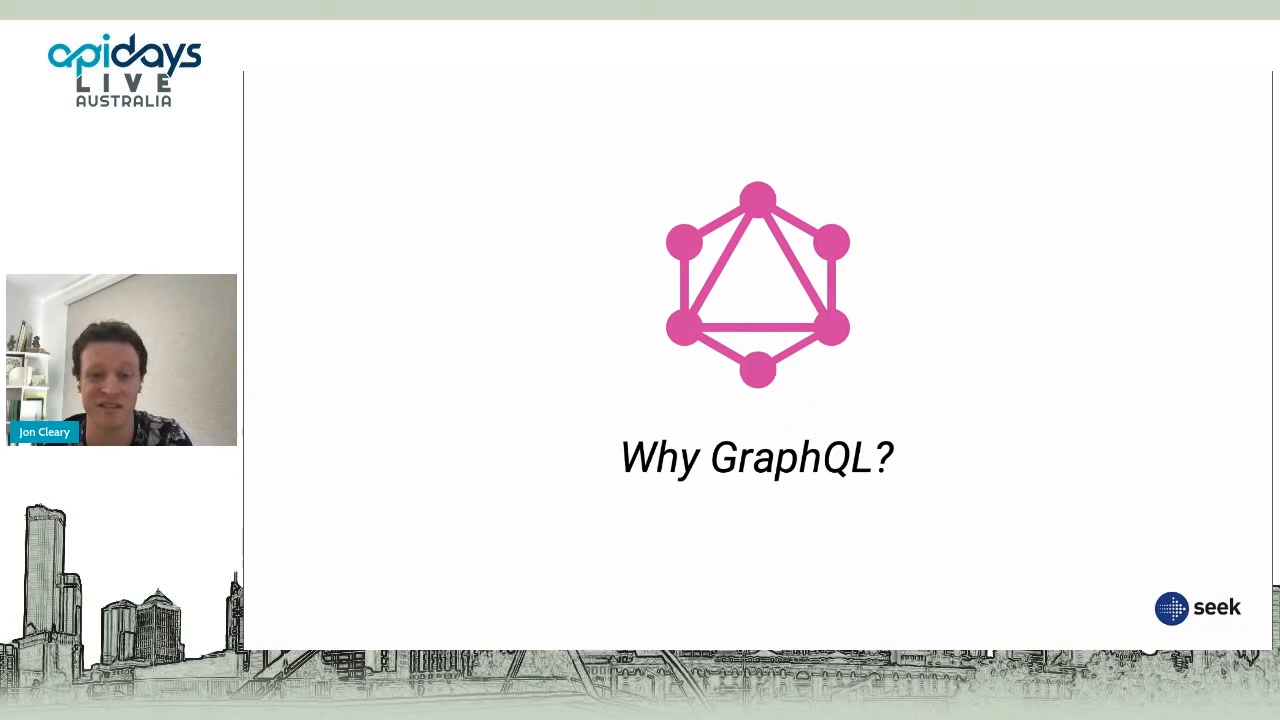 apidays
LIVE
AUSTRALIA
Jon Cleary
Why GraphQL?
seek